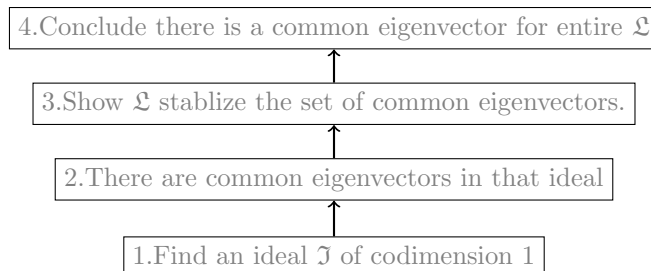 4.Conclude there is a common eigenvector for entire 𝔏
3.Show 𝔏 stablize the set of common eigenvectors.
2.There are common eigenvectors in that ideal
1.Find an ideal ℑ of codimension 1